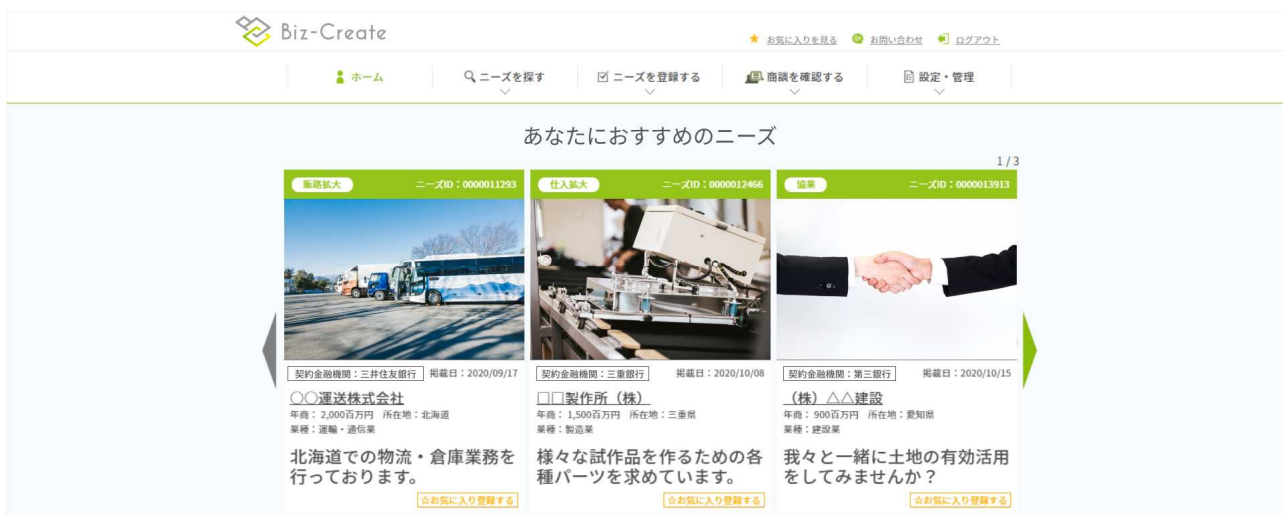 Biz-Create
お気に入りを見る お問い合わせ ログアウト
ホーム ニーズを探す ニーズを登録する 商談を確認する 設定・管理
あなたにおすすめのニーズ
1 / 3
販路拡大 ニーズID：0000011293
契約金融機関：三井住友銀行 掲載日：2020/09/17
〇〇運送株式会社
年商： 2,000百万円 所在地：北海道
業種：運輸・通信業
北海道での物流・倉庫業務を
行っております。
☆お気に入り登録する
仕入拡大 ニーズID：0000012466
契約金融機関：三重銀行 掲載日：2020/10/08
□□製作所（株）
年商： 1,500百万円 所在地：三重県
業種：製造業
様々な試作品を作るための各
種パーツを求めています。
☆お気に入り登録する
協業 ニーズID：0000013913
契約金融機関：第三銀行 掲載日：2020/10/15
（株）△△建設
年商： 900百万円 所在地：愛知県
業種：建設業
我々と一緒に土地の有効活用
をしてみませんか？
☆お気に入り登録する